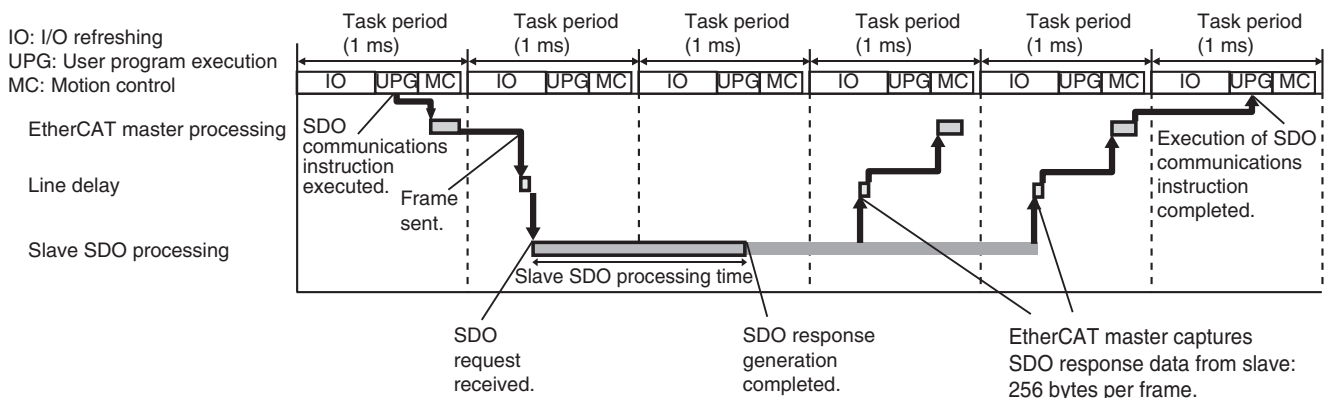 IO: I/O refreshing
UPG: User program execution
MC: Motion control
Task period
(1 ms)
Task period
(1 ms)
Task period
(1 ms)
Task period
(1 ms)
Task period
(1 ms)
Task period
(1 ms)
IO UPG MC IO UPG MC IO UPG MC IO UPG MC IO UPG MC IO UPG MC
EtherCAT master processing
Line delay
Slave SDO processing
SDO
communications
instruction
executed.
Frame
sent.
Execution of SDO
communications
instruction
completed.
Slave SDO processing time
SDO
request
received.
SDO response
generation
completed.
EtherCAT master captures
SDO response data from slave:
256 bytes per frame.